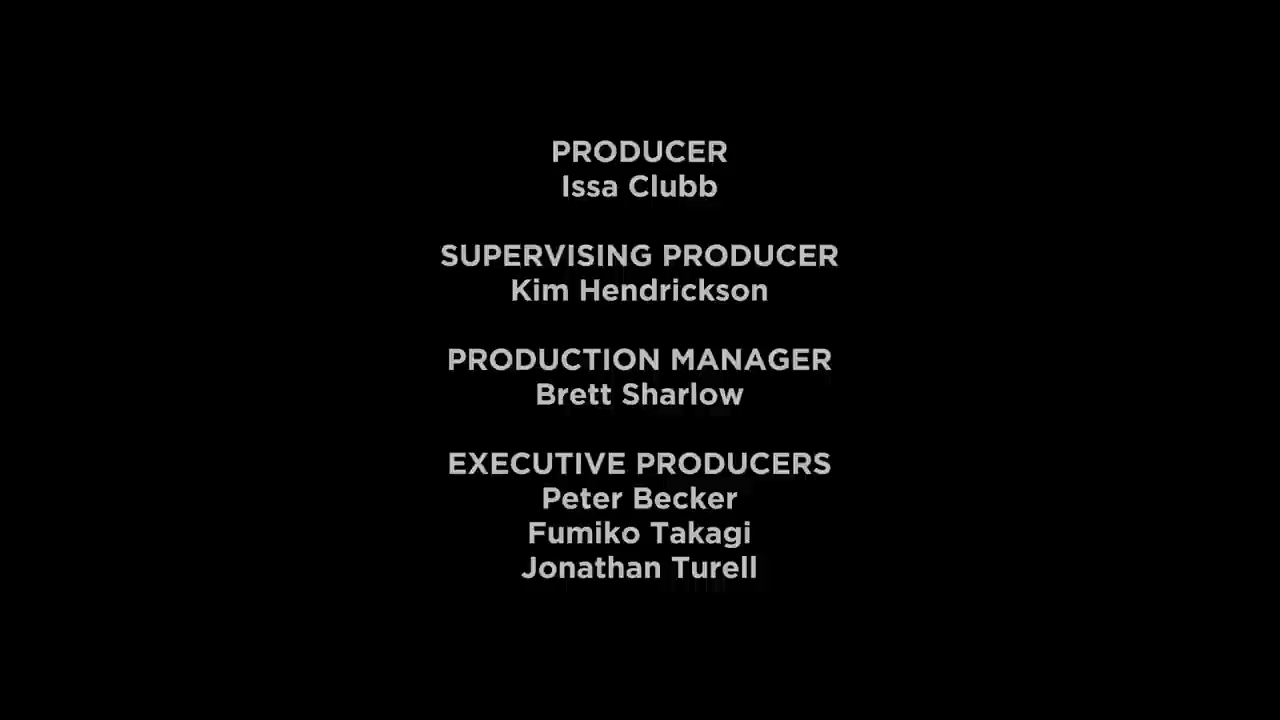 PRODUCER
Issa Clubb
SUPERVISING PRODUCER
Kim Hendrickson
PRODUCTION MANAGER
Brett Sharlow
EXECUTIVE PRODUCERS
Peter Becker
Fumiko Takagi
Jonathan Turell